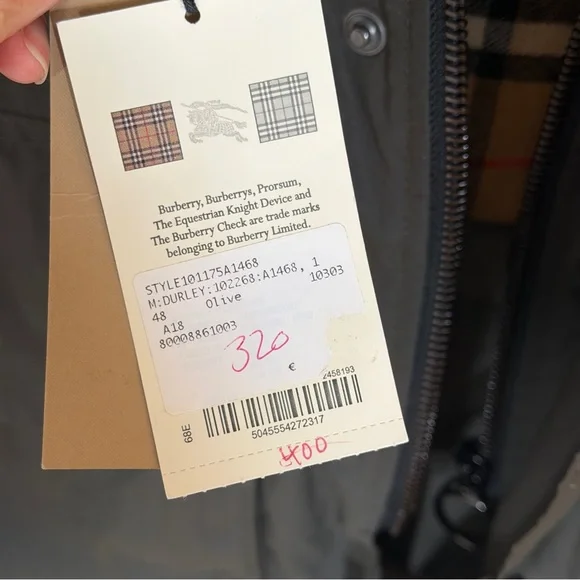 Burberry, Burberrys, Prorsum,
The Equestrian Knight Device and
The Burberry Check are trade marks
belonging to Burberry Limited.
STYLE101175A1468
M:DURLEY:102268:A1468, 1
48 Olive 10303
A18
80008861003
320
€
2458193
68E
5045554272317
400